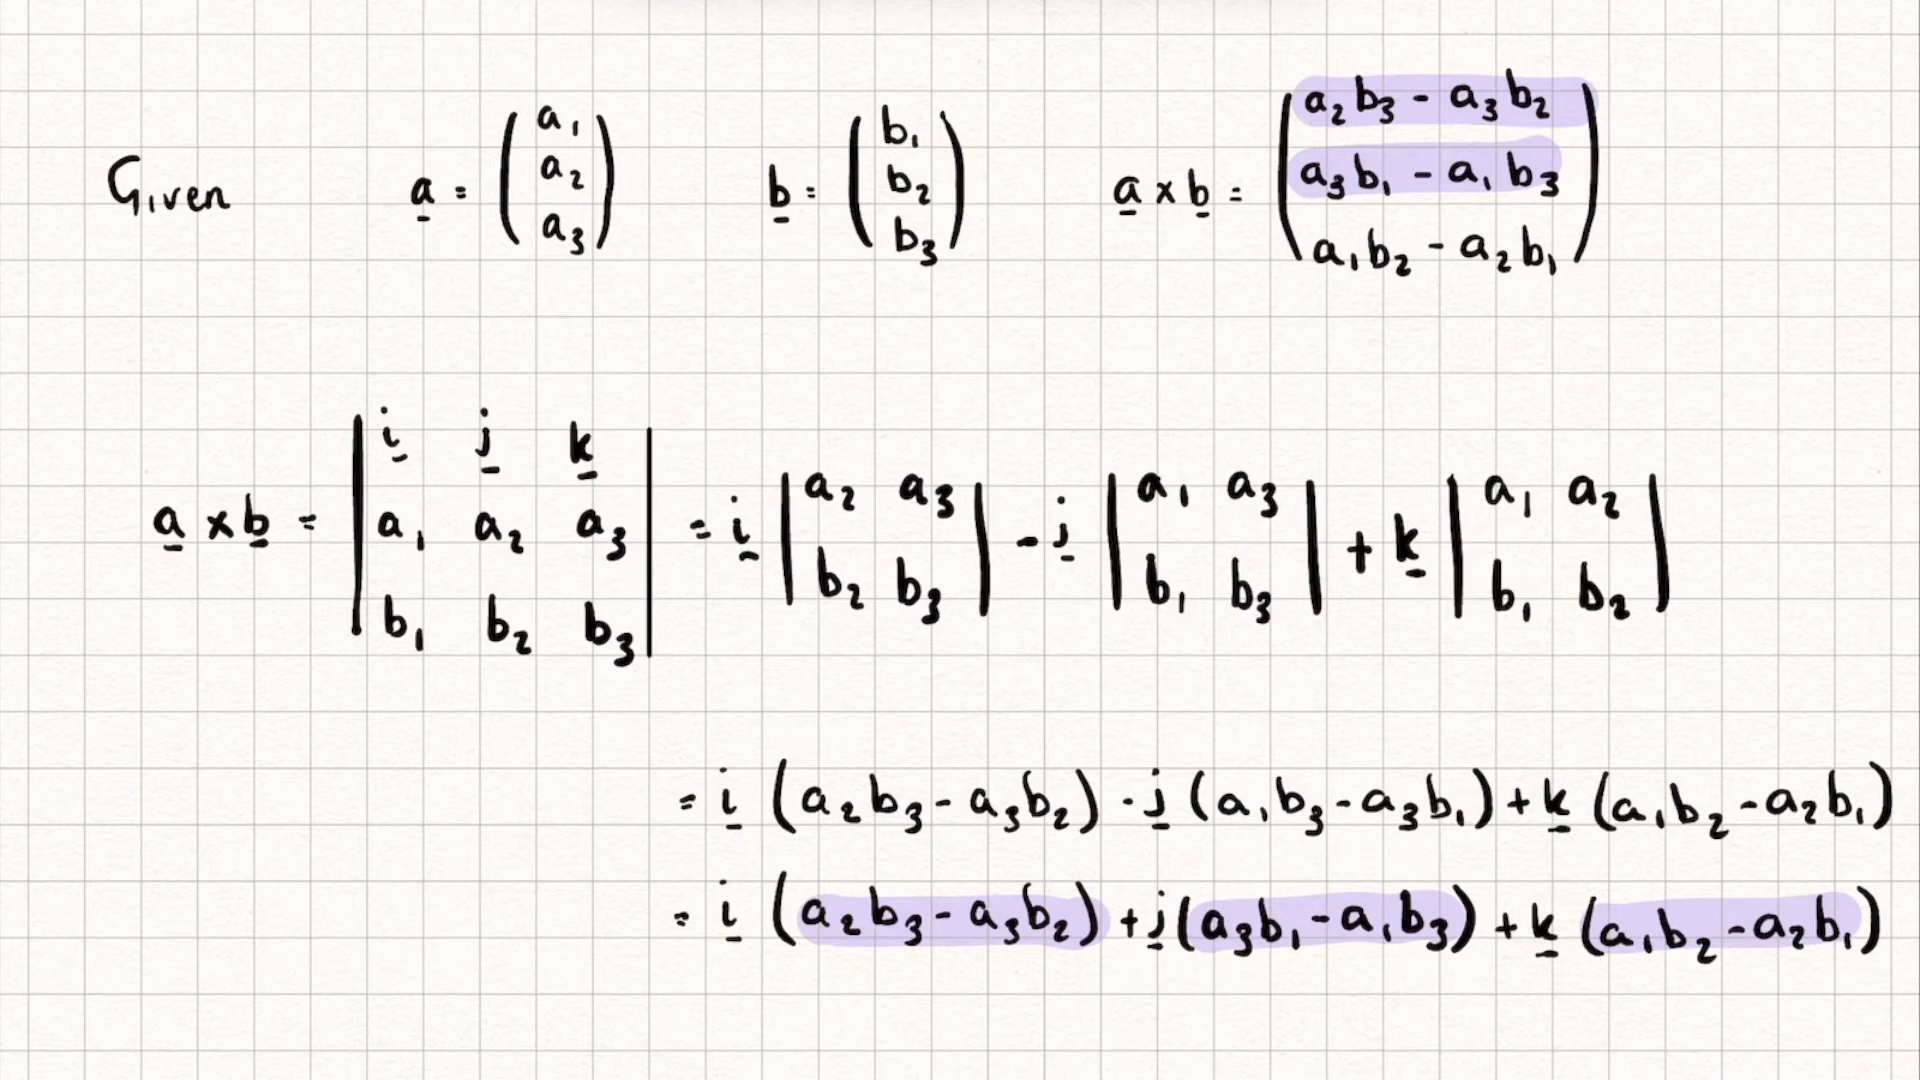 Given a = (a₁ a₂ a₃) b = (b₁ b₂ b₃) a × b = (a₂b₃ - a₃b₂ a₃b₁ - a₁b₃ a₁b₂ - a₂b₁)
a × b = |i j k a₁ a₂ a₃ b₁ b₂ b₃| = i |a₂ a₃ b₂ b₃| - j |a₁ a₃ b₁ b₃| + k |a₁ a₂ b₁ b₂|
= i (a₂b₃ - a₃b₂) - j (a₁b₃ - a₃b₁) + k (a₁b₂ - a₂b₁)
= i (a₂b₃ - a₃b₂) + j (a₃b₁ - a₁b₃) + k (a₁b₂ - a₂b₁)